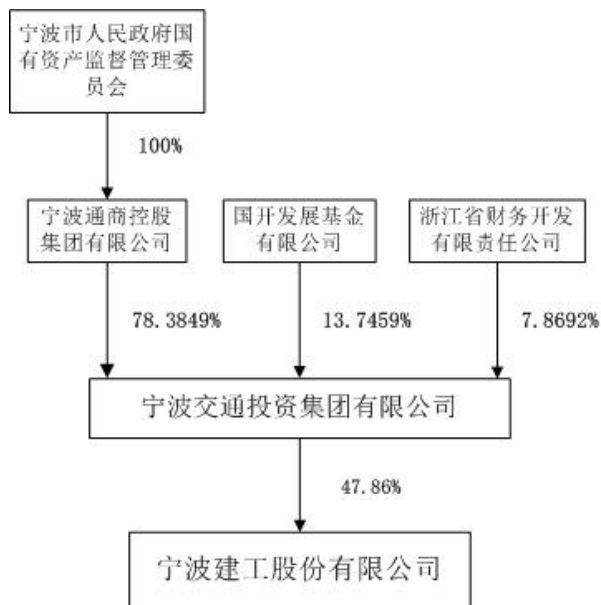 宁波市人民政府国
有资产监督管理委
员会
100%
宁波通商控股
集团有限公司
国开发展基金
有限公司
浙江省财务开发
有限责任公司
78.3849%
13.7459%
7.8692%
宁波交通投资集团有限公司
47.86%
宁波建工股份有限公司